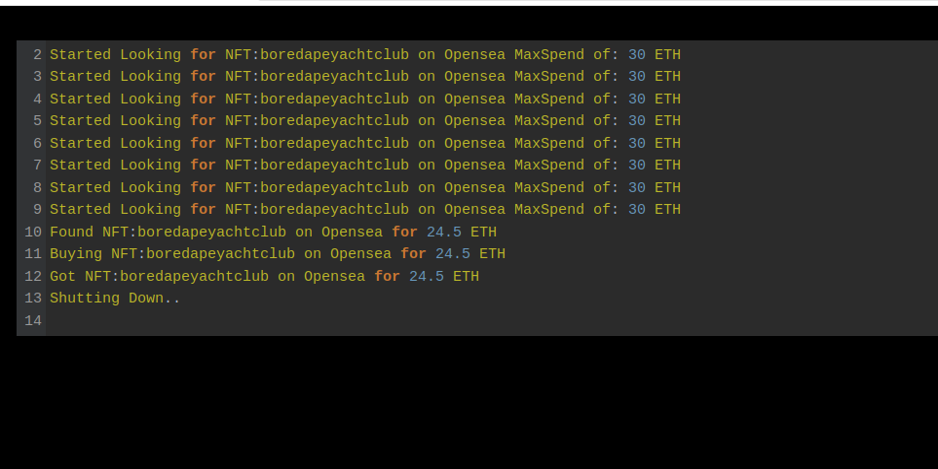 2 Started Looking for NFT:boredapeyachtclub on Opensea MaxSpend of: 30 ETH
3 Started Looking for NFT:boredapeyachtclub on Opensea MaxSpend of: 30 ETH
4 Started Looking for NFT:boredapeyachtclub on Opensea MaxSpend of: 30 ETH
5 Started Looking for NFT:boredapeyachtclub on Opensea MaxSpend of: 30 ETH
6 Started Looking for NFT:boredapeyachtclub on Opensea MaxSpend of: 30 ETH
7 Started Looking for NFT:boredapeyachtclub on Opensea MaxSpend of: 30 ETH
8 Started Looking for NFT:boredapeyachtclub on Opensea MaxSpend of: 30 ETH
9 Started Looking for NFT:boredapeyachtclub on Opensea MaxSpend of: 30 ETH
10 Found NFT:boredapeyachtclub on Opensea for 24.5 ETH
11 Buying NFT:boredapeyachtclub on Opensea for 24.5 ETH
12 Got NFT:boredapeyachtclub on Opensea for 24.5 ETH
13 Shutting Down..
14